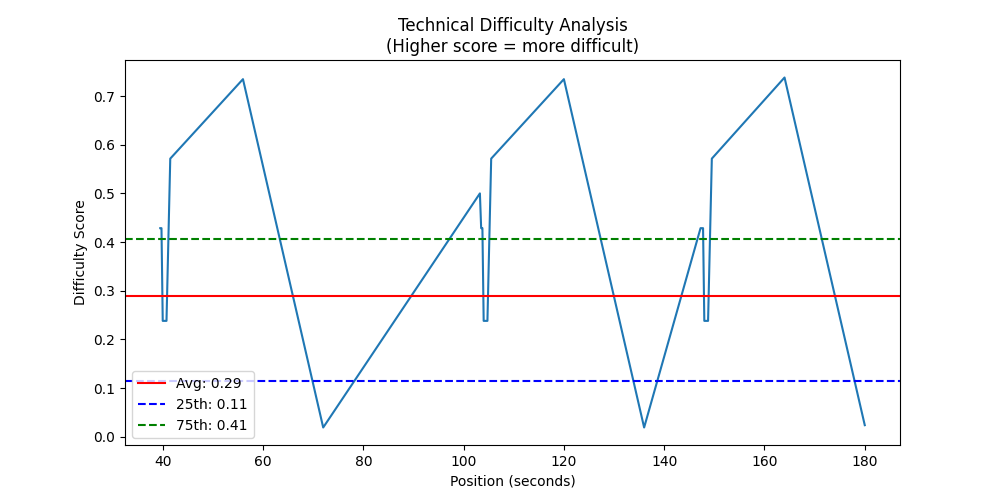 Technical Difficulty Analysis
(Higher score = more difficult)
Difficulty Score
0.7
0.6
0.5
0.4
0.3
0.2
0.1
0.0
Avg: 0.29
25th: 0.11
75th: 0.41
40 60 80 100 120 140 160 180
Position (seconds)